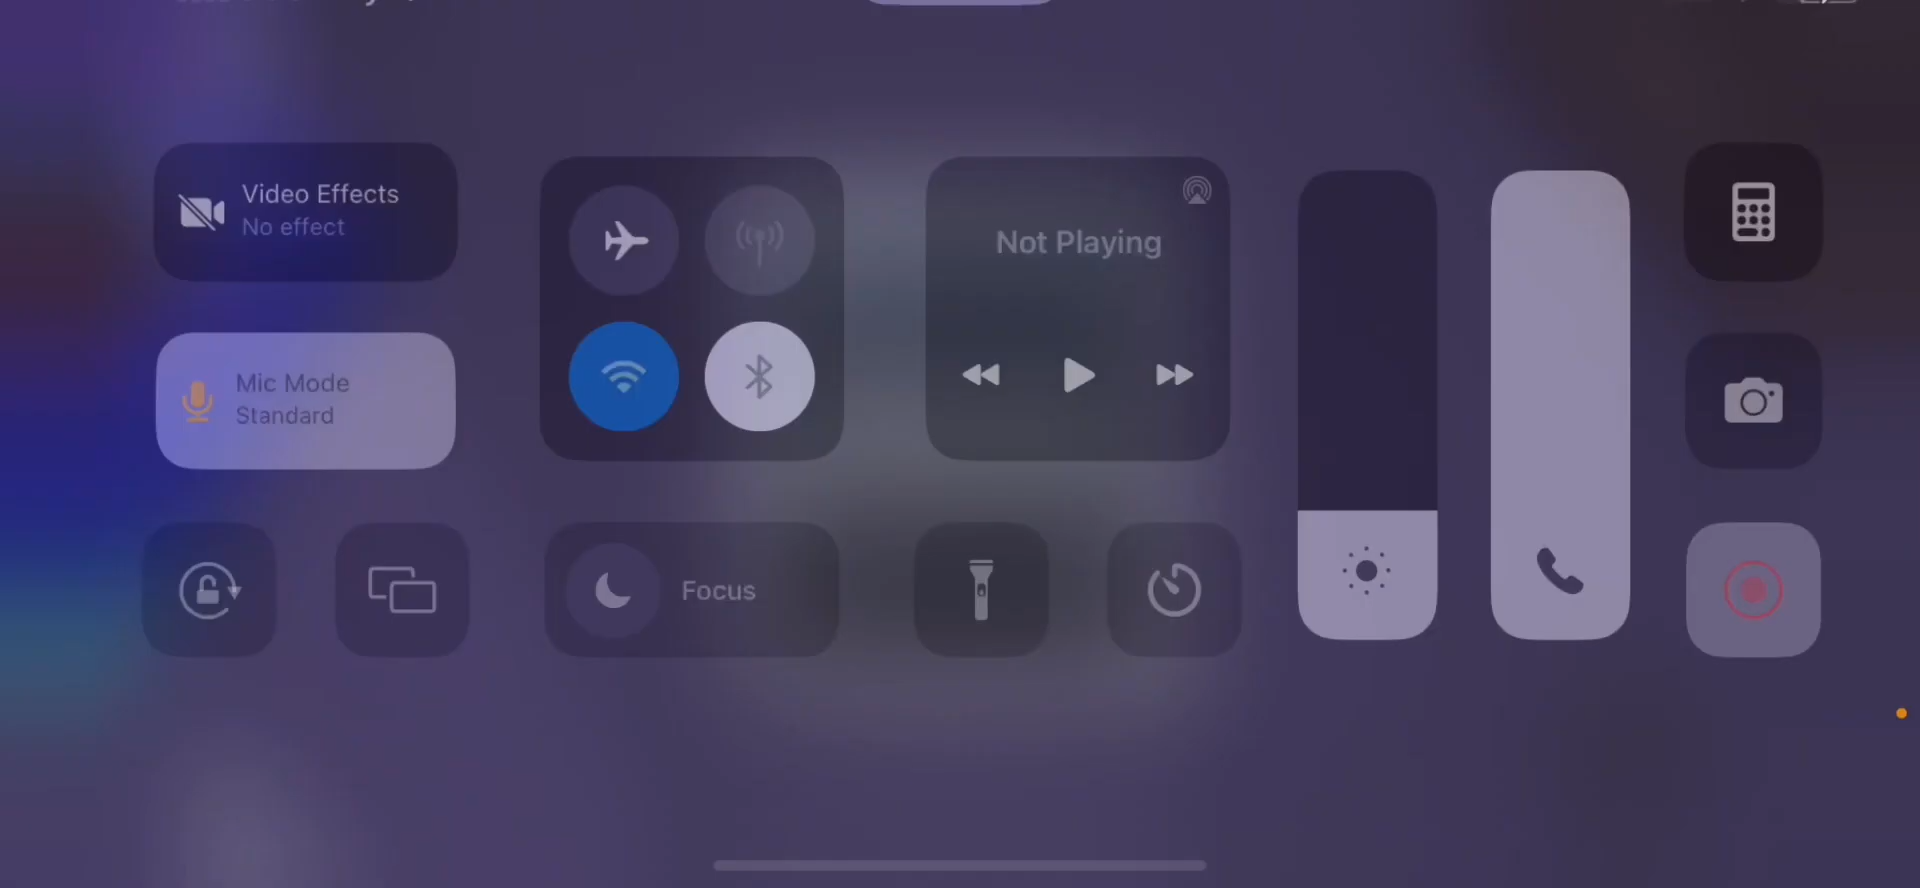 Video Effects
No effect
Mic Mode
Standard
Not Playing
Focus